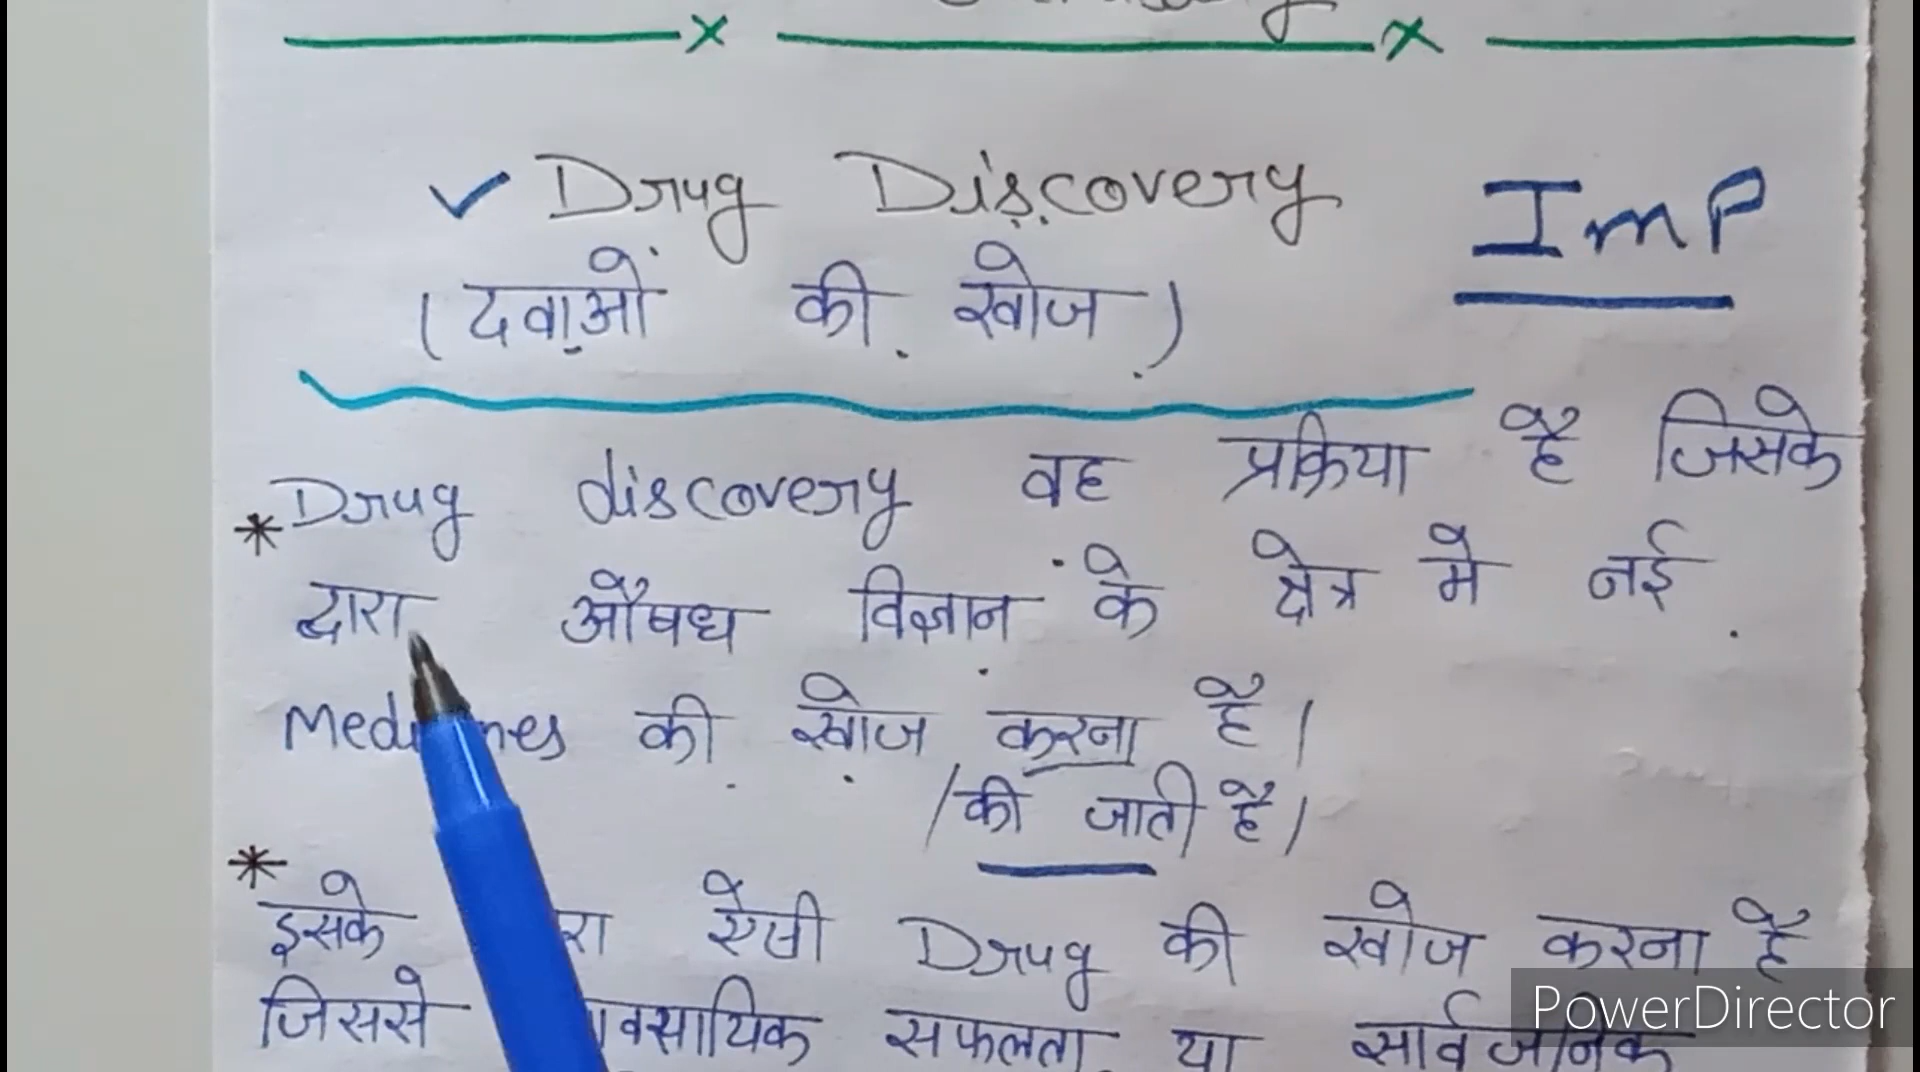 ✓ Drug Discovery ImP
(दवाओं की खोज)
* Drug discovery वह प्रक्रिया है जिसके
द्वारा औषध विज्ञान के क्षेत्र मे नई
की खोज करना है।
/की जाती है।
* इसके ऐसी Drug की खोज करना है
जिससे सफलता या सार्वजनिक
PowerDirector